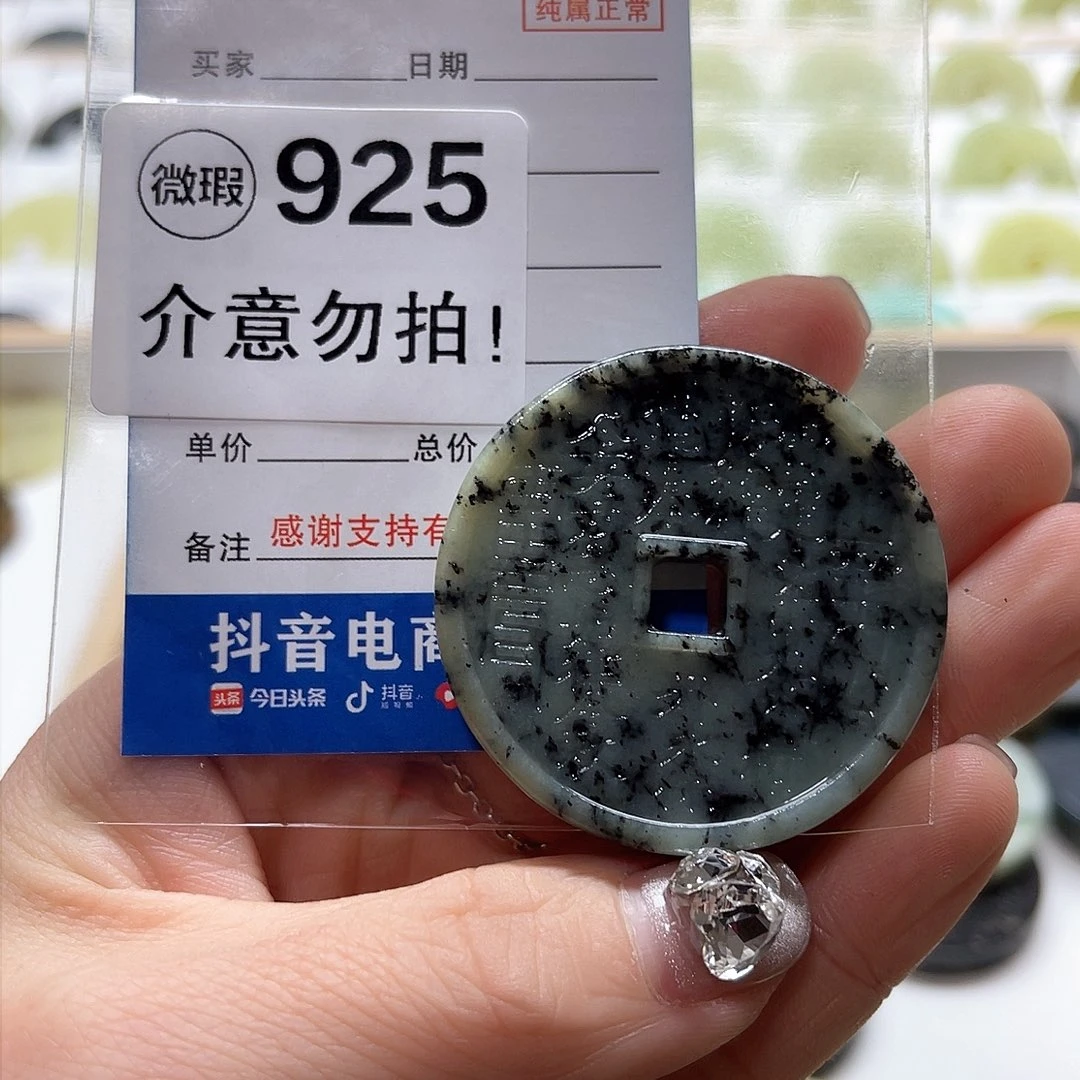 纯属正常
买家 日期
微瑕 925
介意勿拍!
单价 总价
备注 感谢支持有
抖音电商
头条 今日头条 抖音